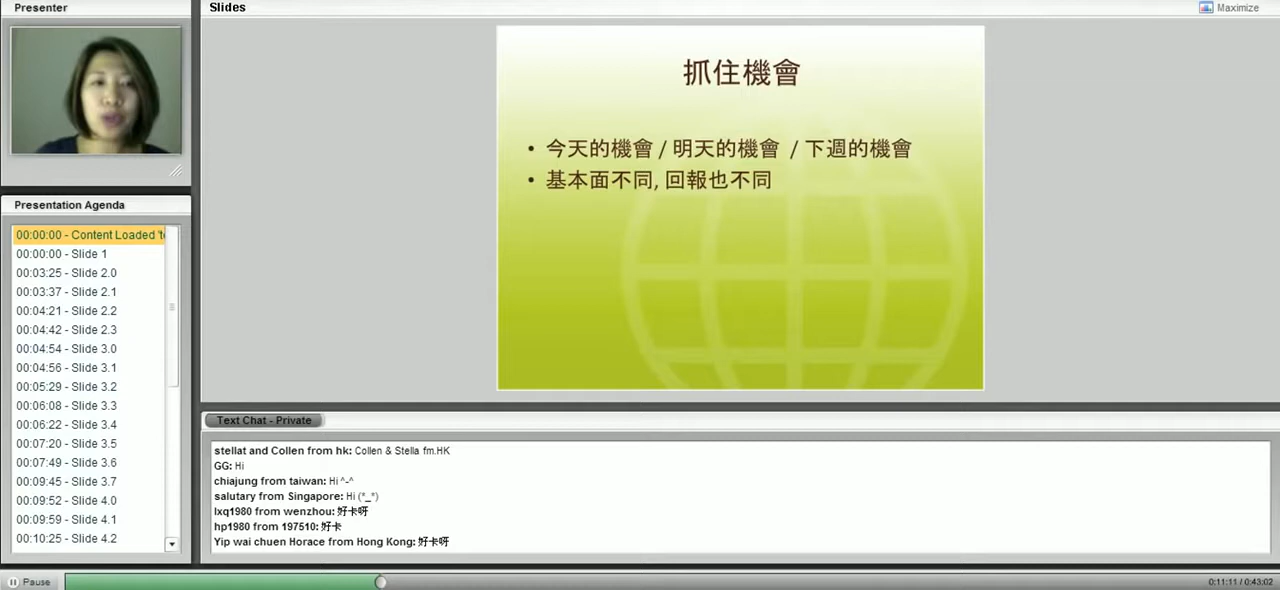 Presenter
Slides
Maximize
抓住機會
• 今天的機會 / 明天的機會 / 下週的機會
• 基本面不同, 回報也不同
Presentation Agenda
00:00:00 - Content Loaded 'te
00:00:00 - Slide 1
00:03:25 - Slide 2.0
00:03:37 - Slide 2.1
00:04:21 - Slide 2.2
00:04:42 - Slide 2.3
00:04:54 - Slide 3.0
00:04:56 - Slide 3.1
00:05:29 - Slide 3.2
00:06:08 - Slide 3.3
00:06:22 - Slide 3.4
00:07:20 - Slide 3.5
00:07:49 - Slide 3.6
00:09:45 - Slide 3.7
00:09:52 - Slide 4.0
00:09:59 - Slide 4.1
00:10:25 - Slide 4.2
Text Chat - Private
stellat and Collen from hk: Collen & Stella fm.HK
GG: Hi
chiajung from taiwan: Hi ^-^
salutary from Singapore: Hi (*_*)
lxq1980 from wenzhou: 好卡呀
hp1980 from 197510: 好卡
Yip wai chuen Horace from Hong Kong: 好卡呀
Pause
0:11:11 / 0:43:02